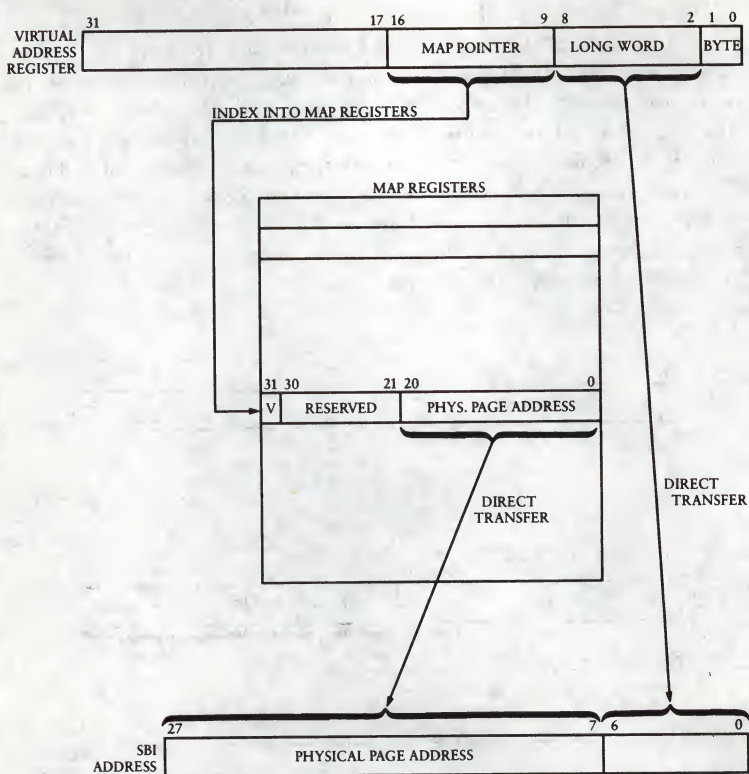 31 17 16 9 8 2 1 0
VIRTUAL
ADDRESS
REGISTER
MAP POINTER
LONG WORD
BYTE
INDEX INTO MAP REGISTERS
MAP REGISTERS
31 30 21 20 0
V RESERVED PHYS. PAGE ADDRESS
DIRECT
TRANSFER
DIRECT
TRANSFER
27 7 6 0
SBI
ADDRESS
PHYSICAL PAGE ADDRESS